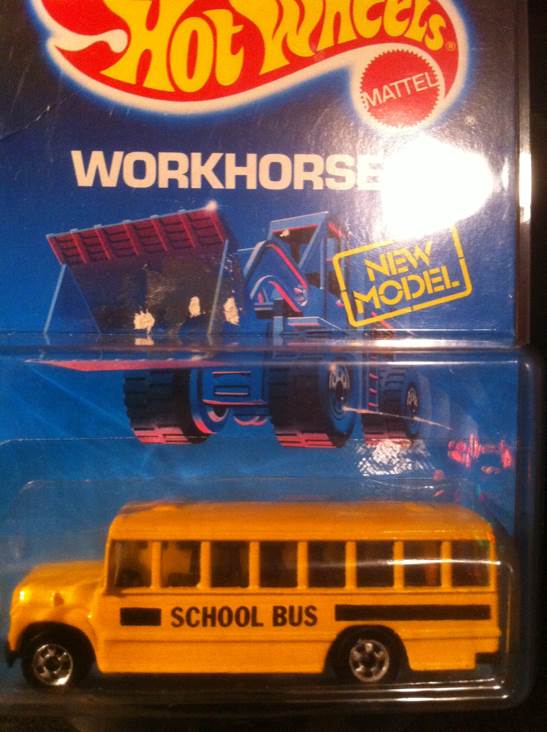 Hot Wheels®
MATTEL
WORKHORSE
NEW
MODEL
SCHOOL BUS